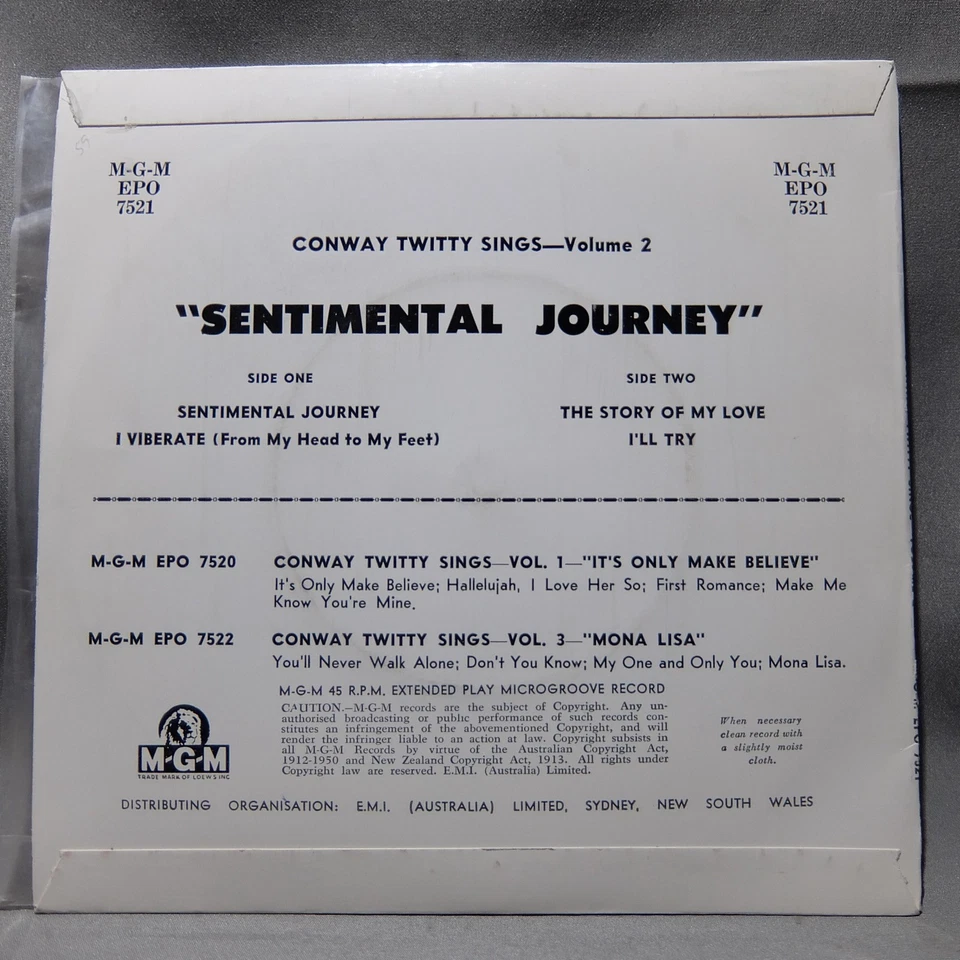 M-G-M
EPO
7521
M-G-M
EPO
7521
CONWAY TWITTY SINGS—Volume 2
"SENTIMENTAL JOURNEY"
SIDE ONE
SENTIMENTAL JOURNEY
I VIBERATE (From My Head to My Feet)
SIDE TWO
THE STORY OF MY LOVE
I'LL TRY
M-G-M EPO 7520 CONWAY TWITTY SINGS—VOL. 1—"IT'S ONLY MAKE BELIEVE"
It's Only Make Believe; Hallelujah, I Love Her So; First Romance; Make Me
Know You're Mine.
M-G-M EPO 7522 CONWAY TWITTY SINGS—VOL. 3—"MONA LISA"
You'll Never Walk Alone; Don't You Know; My One and Only You; Mona Lisa.
M-G-M 45 R.P.M. EXTENDED PLAY MICROGROOVE RECORD
CAUTION.—M-G-M records are the subject of Copyright. Any un-
authorised broadcasting or public performance of such records con-
stitutes an infringement of the abovementioned Copyright, and will
render the infringer liable to an action at law. Copyright subsists in
all M-G-M Records by virtue of the Australian Copyright Act,
1912-1950 and New Zealand Copyright Act, 1913. All rights under
Copyright law are reserved. E.M.I. (Australia) Limited.
When necessary
clean record with
a slightly moist
cloth.
M-G-M
TRADE MARK OF LOEW'S INC
DISTRIBUTING ORGANISATION: E.M.I. (AUSTRALIA) LIMITED, SYDNEY, NEW SOUTH WALES
55